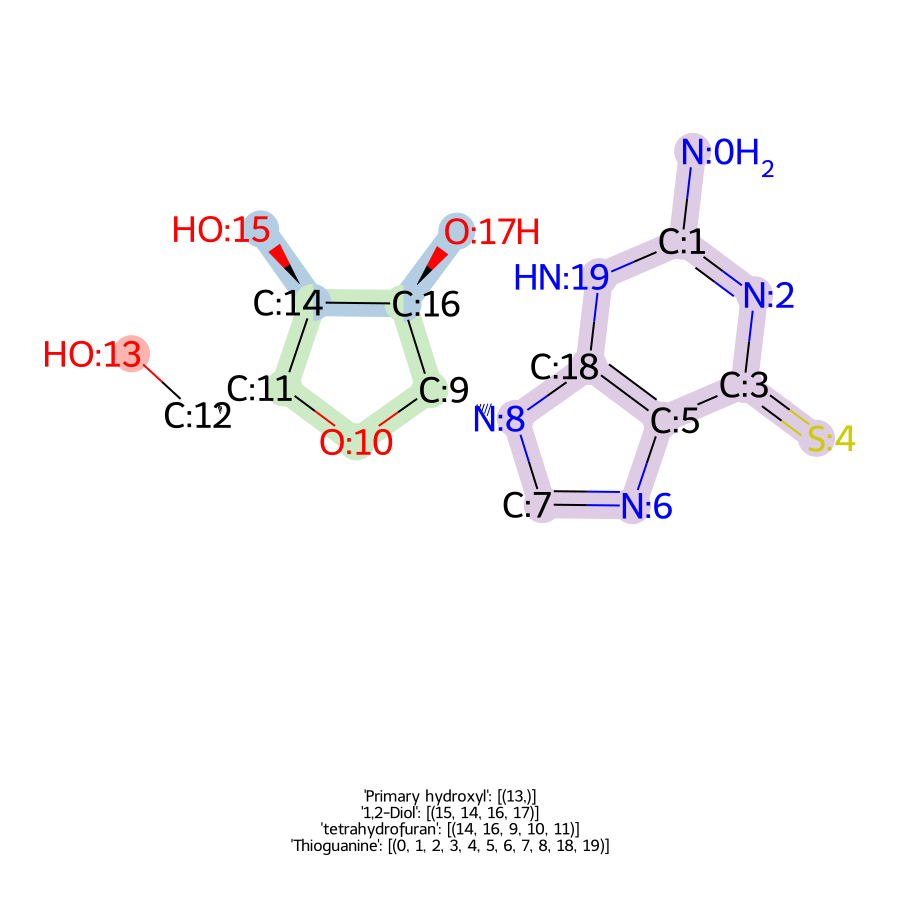 N:0H2
HO:15
O:17H
C:1
HN:19
N:2
C:14
C:16
HO:13
C:18
C:3
C:11
C:9
C:12
N:8
C:5
O:10
S:4
C:7
N:6
'Primary hydroxyl': [(13,)]
'1,2-Diol': [(15, 14, 16, 17)]
'tetrahydrofuran': [(14, 16, 9, 10, 11)]
'Thioguanine': [(0, 1, 2, 3, 4, 5, 6, 7, 8, 18, 19)]